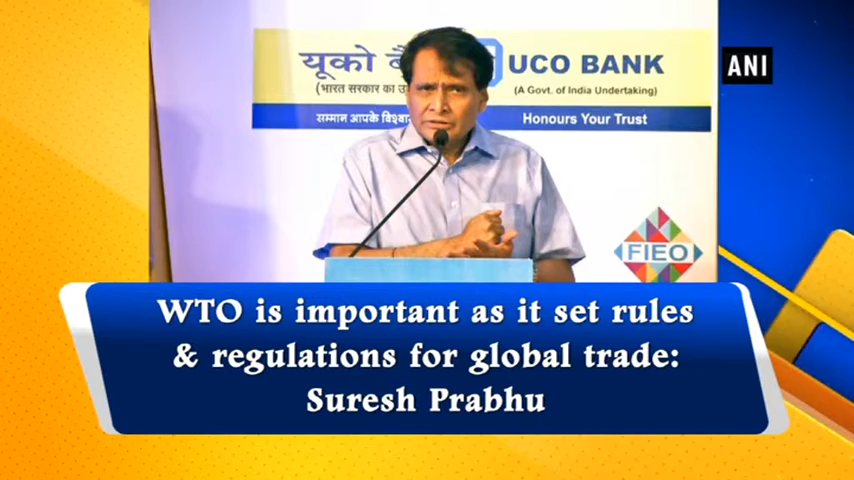 यूको
UCO BANK
(भारत सरकार का
(A Govt. of India Undertaking)
सम्मान आपके
Honours Your Trust
ANI
FIEO
WTO is important as it set rules
& regulations for global trade:
Suresh Prabhu